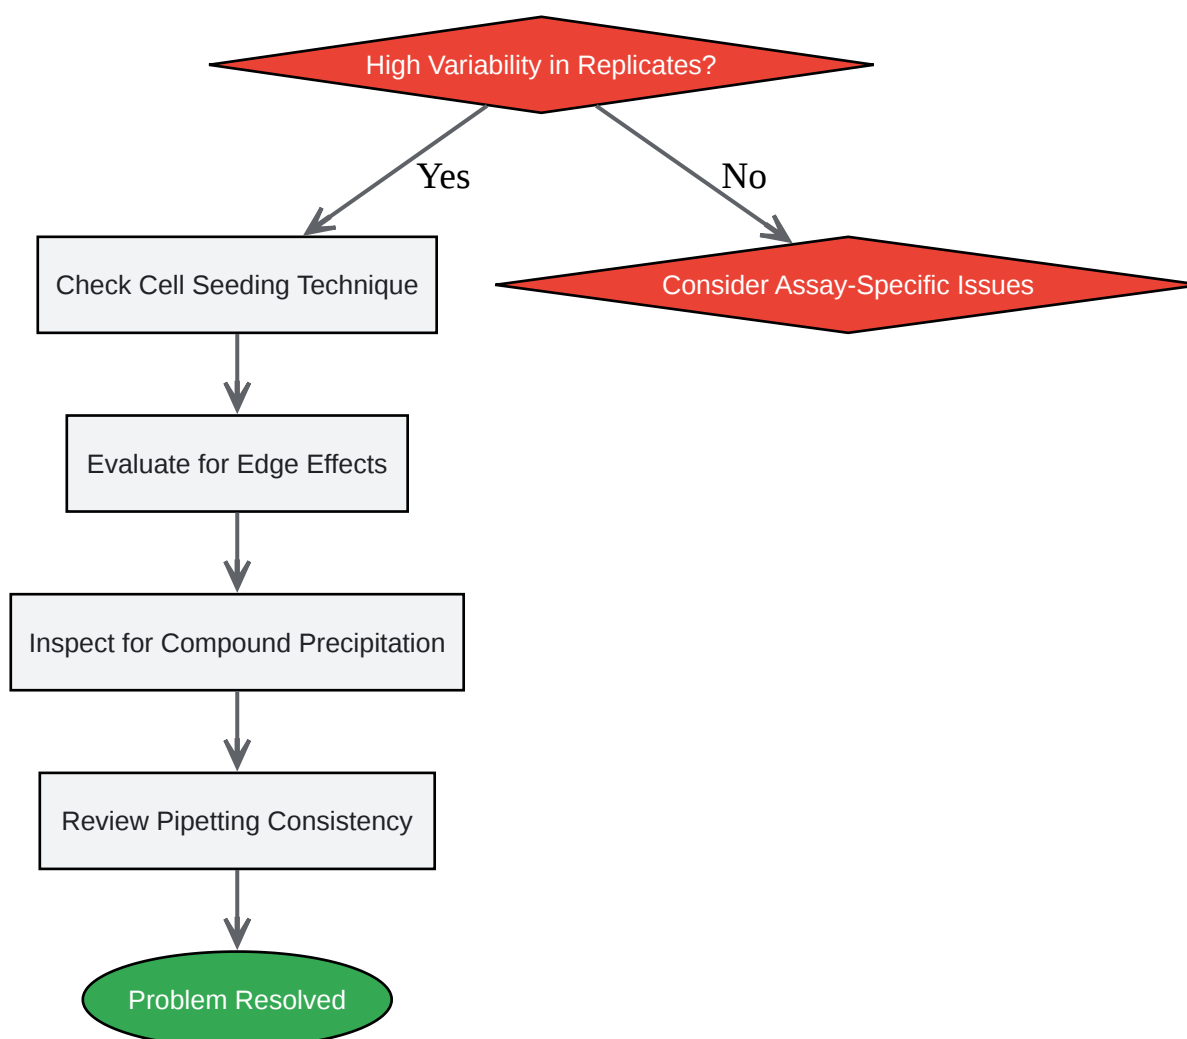 High Variability in Replicates?
Yes
No
Check Cell Seeding Technique
Consider Assay-Specific Issues
Evaluate for Edge Effects
Inspect for Compound Precipitation
Review Pipetting Consistency
Problem Resolved